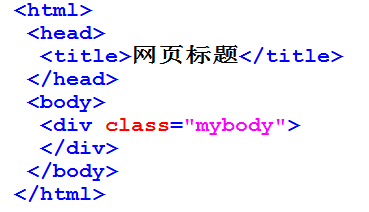 <html>
<head>
<title>网页标题</title>
</head>
<body>
<div class="mybody">
</div>
</body>
</html>